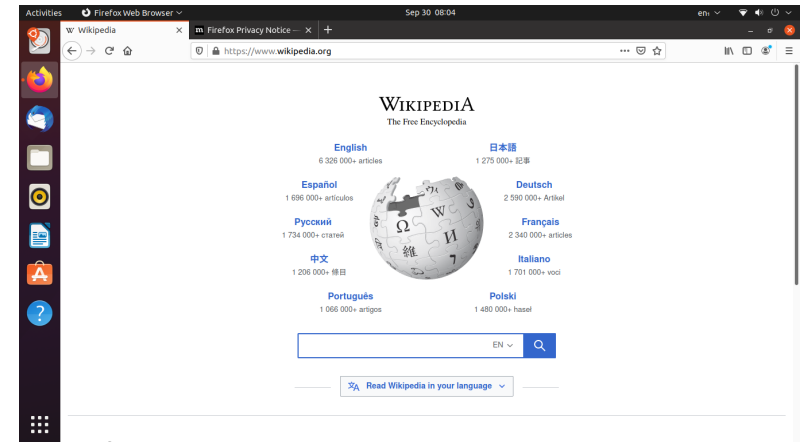 Activities Firefox Web Browser Sep 30 08:04 en₁
Wikipedia Firefox Privacy Notice —
https://www.wikipedia.org
WIKIPEDIA
The Free Encyclopedia
English 日本語
6 326 000+ articles 1 275 000+ 記事
Español Deutsch
1 696 000+ artículos 2 590 000+ Artikel
Русский Français
1 734 000+ статей 2 340 000+ articles
中文 Italiano
1 206 000+ 條目 1 701 000+ voci
Português Polski
1 066 000+ artigos 1 480 000+ haseł
EN
Read Wikipedia in your language